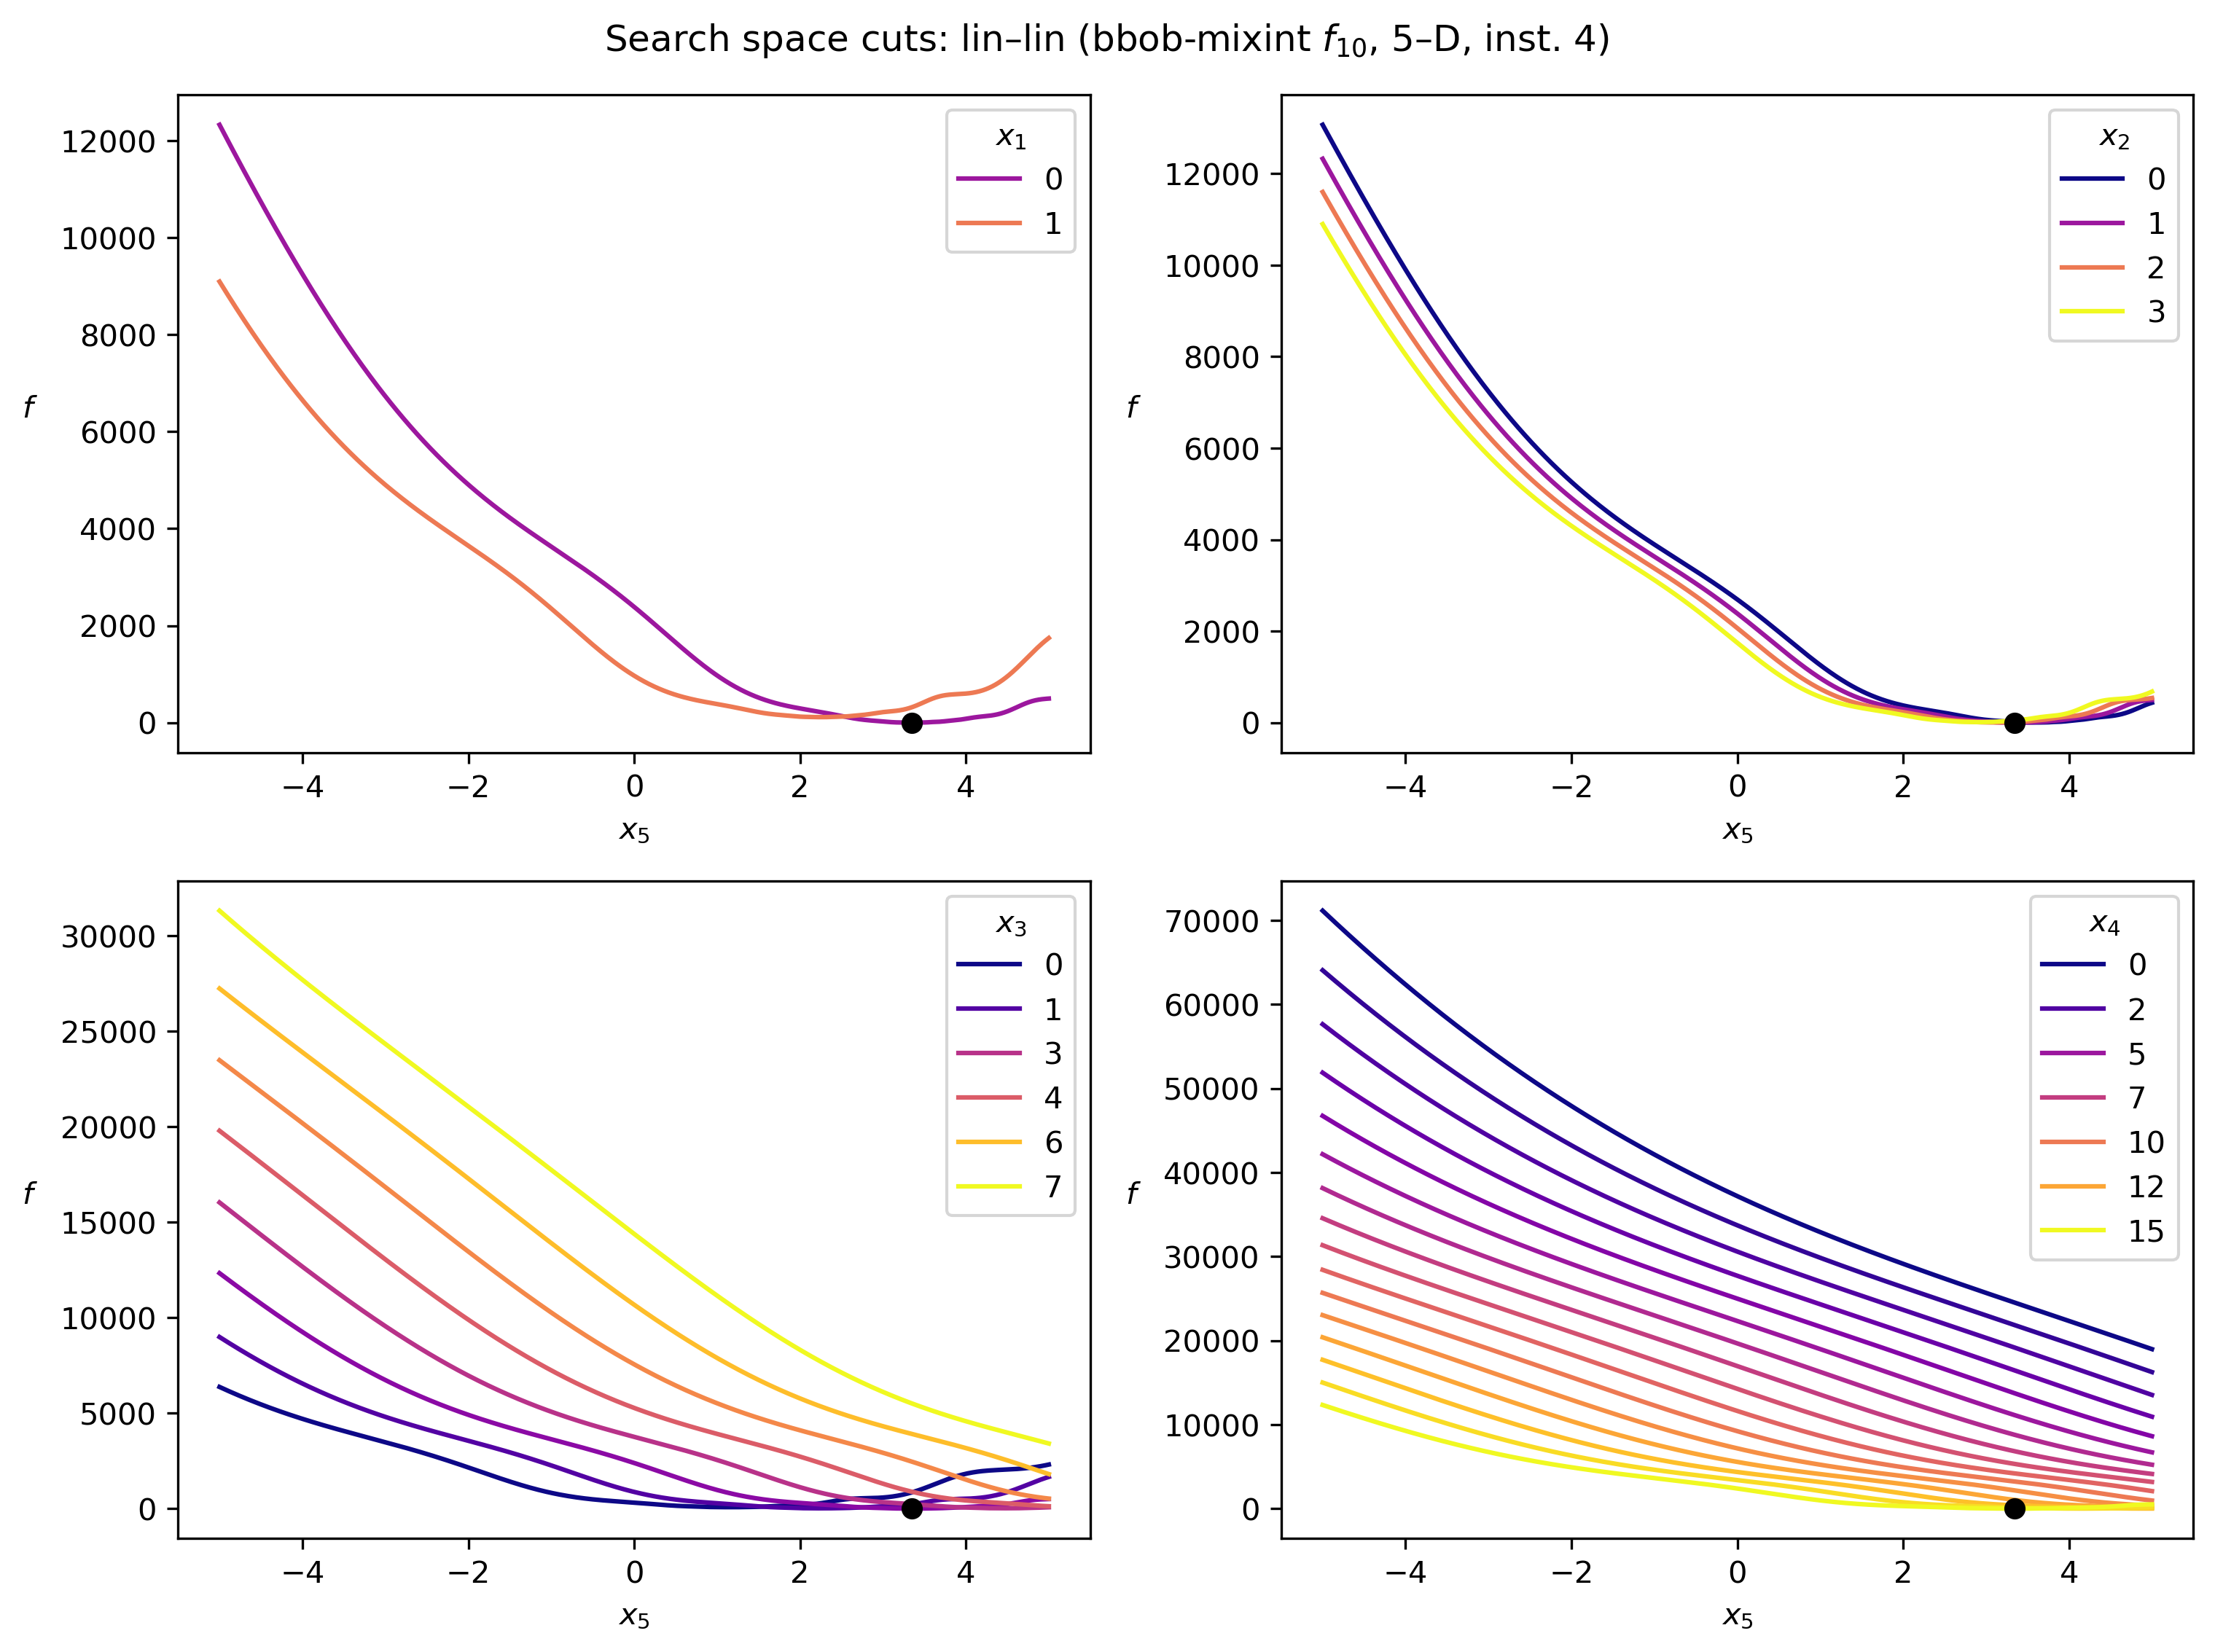 Search space cuts: lin–lin (bbob-mixint f₁₀, 5–D, inst. 4)
12000
10000
8000
6000
4000
2000
0
f
−4 −2 0 2 4
x₅
x₁
0
1
12000
10000
8000
6000
4000
2000
0
f
−4 −2 0 2 4
x₅
x₂
0
1
2
3
30000
25000
20000
15000
10000
5000
0
f
−4 −2 0 2 4
x₅
x₃
0
1
3
4
6
7
70000
60000
50000
40000
30000
20000
10000
0
f
−4 −2 0 2 4
x₅
x₄
0
2
5
7
10
12
15